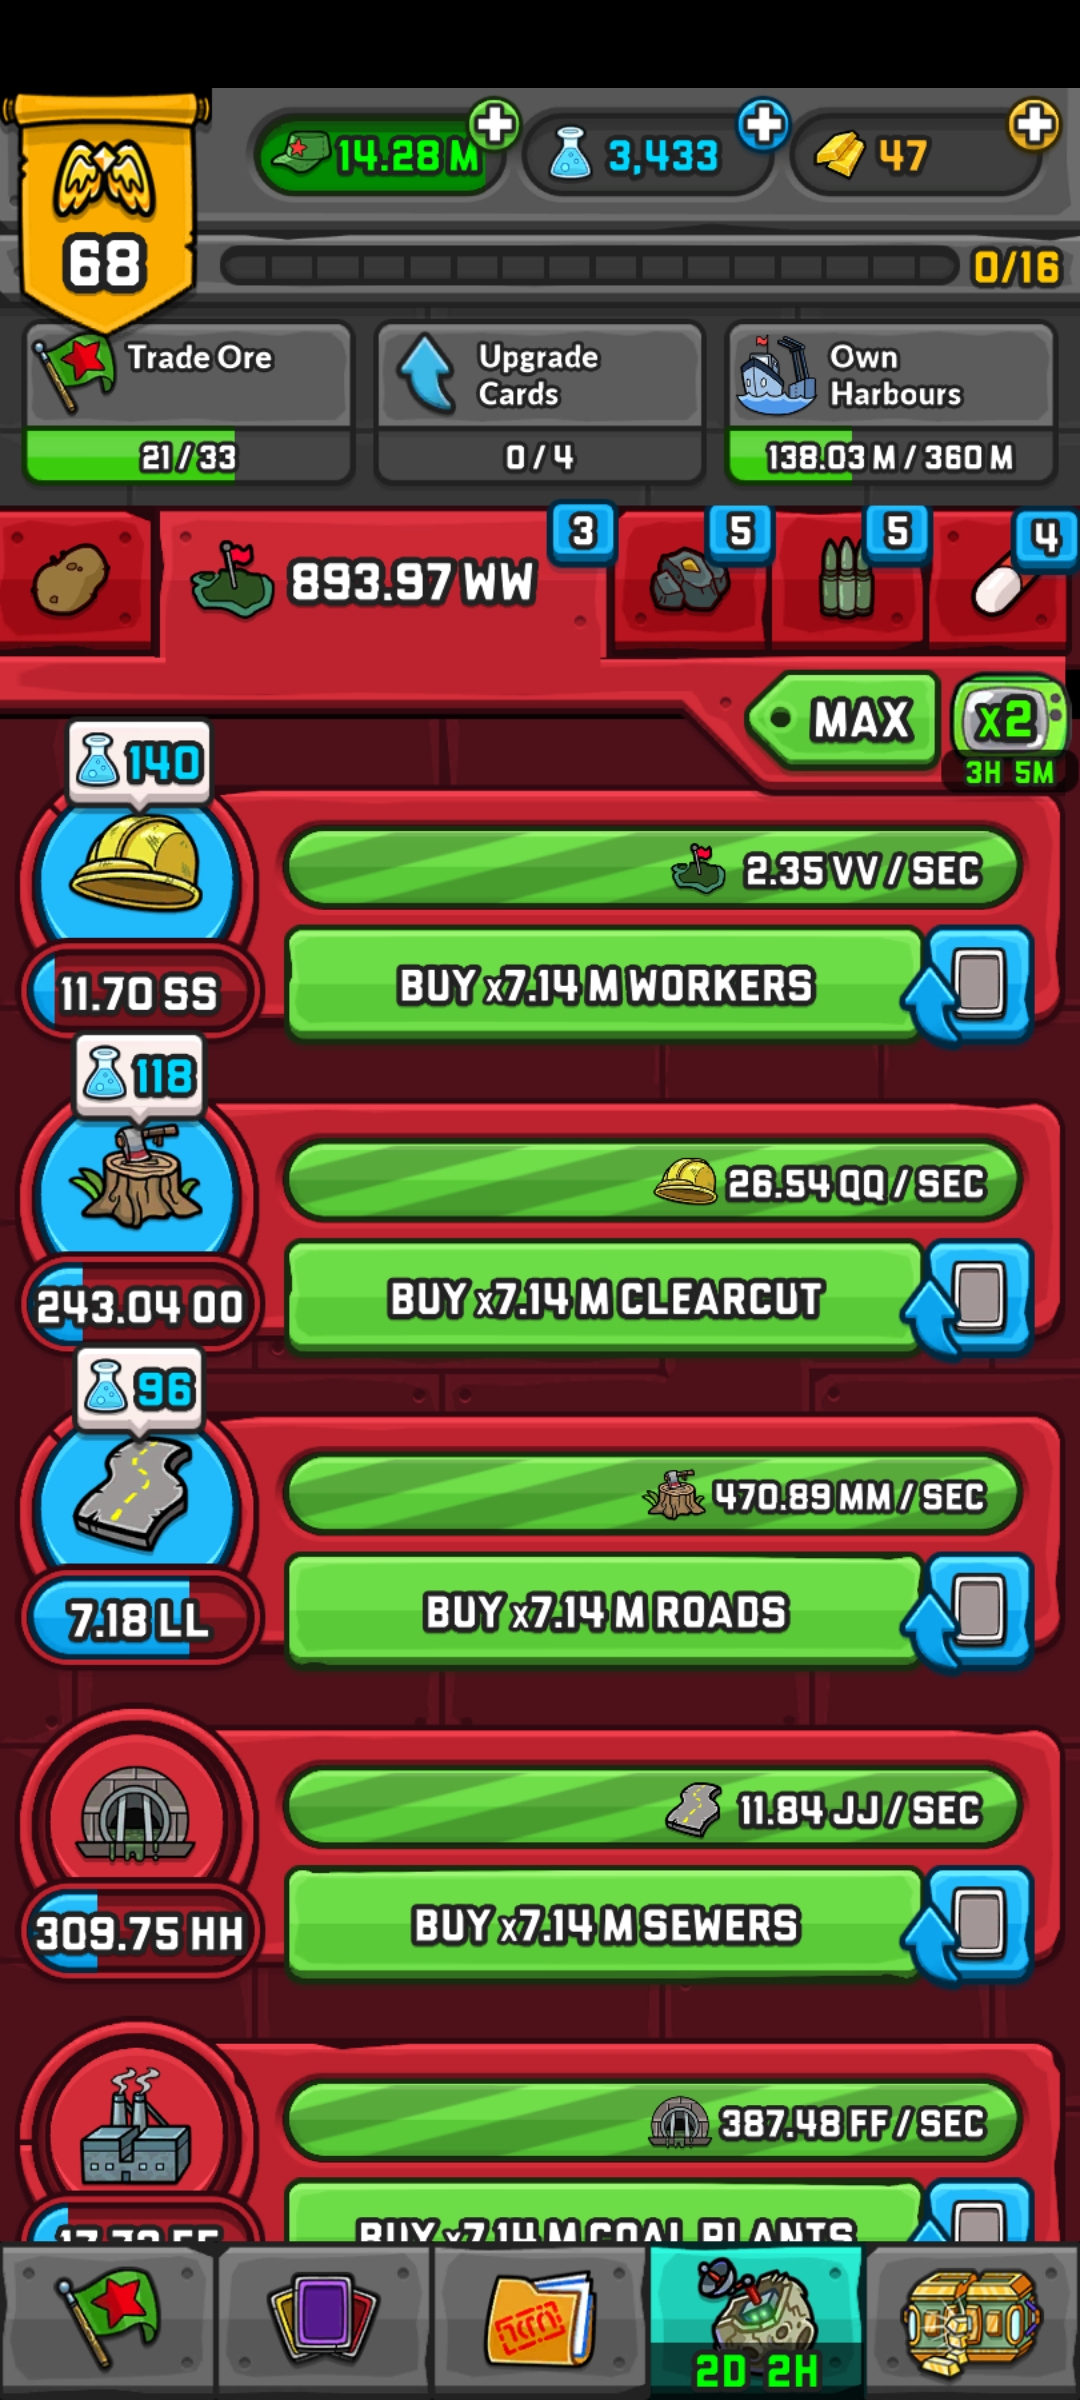 14.28 M
3,433
47
68
0/16
Trade Ore
21 / 33
Upgrade
Cards
0 / 4
Own
Harbours
138.03 M / 360 M
893.97 WW
3
5
5
4
MAX
x2
3H 5M
140
2.35 VV / SEC
BUY x7.14 M WORKERS
11.70 SS
118
26.54 QQ / SEC
BUY x7.14 M CLEARCUT
243.04 OO
96
470.89 MM / SEC
BUY x7.14 M ROADS
7.18 LL
11.84 JJ / SEC
BUY x7.14 M SEWERS
309.75 HH
387.48 FF / SEC
BUY x7.14 M COAL PLANTS
2D 2H